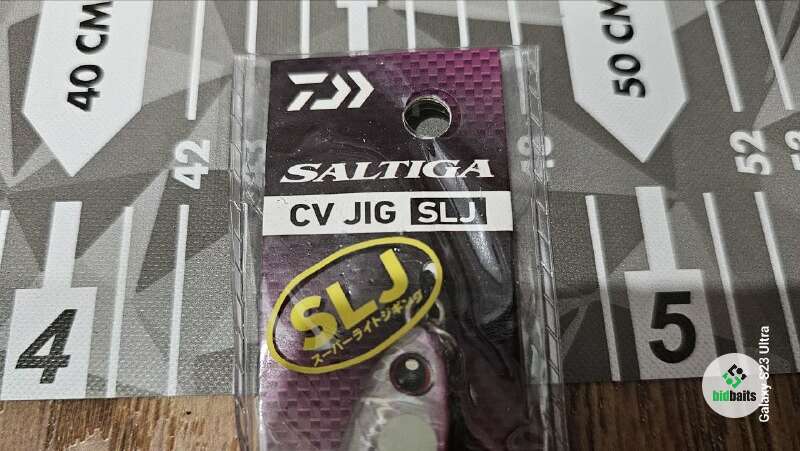 40 CM
50 CM
42
52
SALTIGA
CV JIG SLJ
SLJ
スーパーライトジギング
4
5
bidbaits
Galaxy S23 Ultra